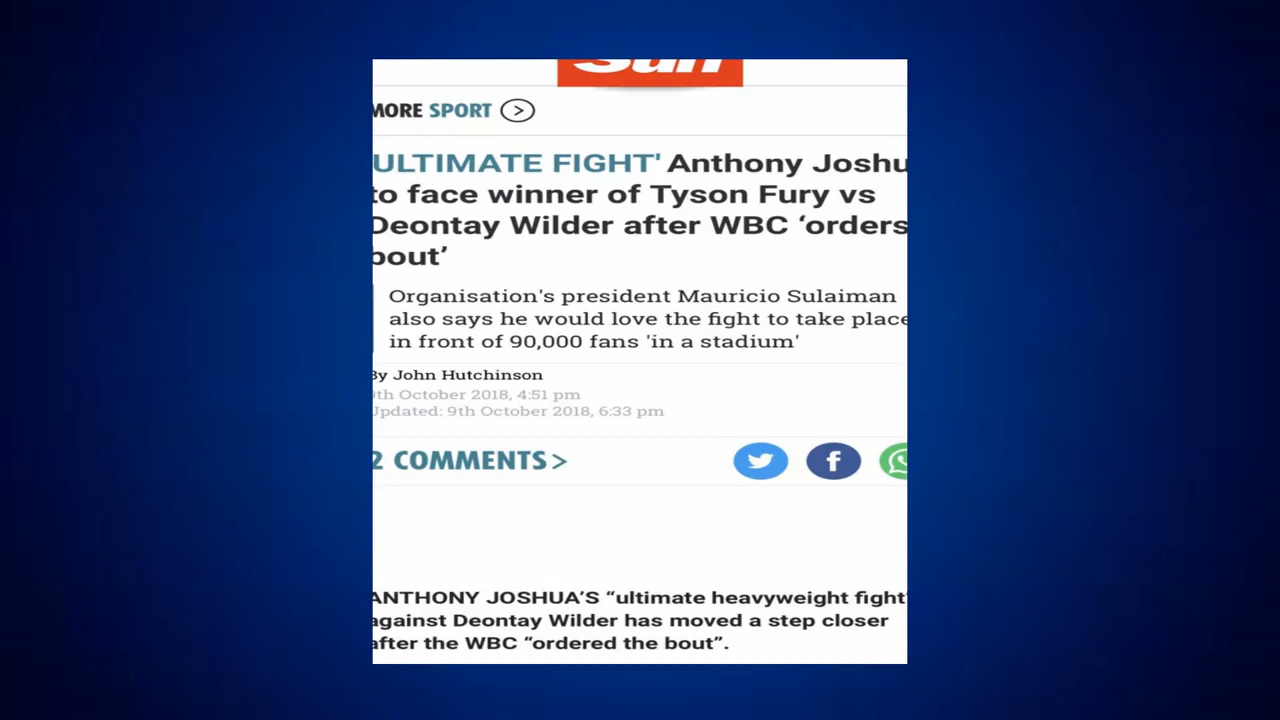 Sun
MORE SPORT >
ULTIMATE FIGHT' Anthony Joshu
to face winner of Tyson Fury vs
Deontay Wilder after WBC ‘orders
bout’
Organisation's president Mauricio Sulaiman
also says he would love the fight to take place
in front of 90,000 fans 'in a stadium'
By John Hutchinson
9th October 2018, 4:51 pm
Updated: 9th October 2018, 6:33 pm
2 COMMENTS >
ANTHONY JOSHUA’S “ultimate heavyweight fight”
against Deontay Wilder has moved a step closer
after the WBC “ordered the bout”.